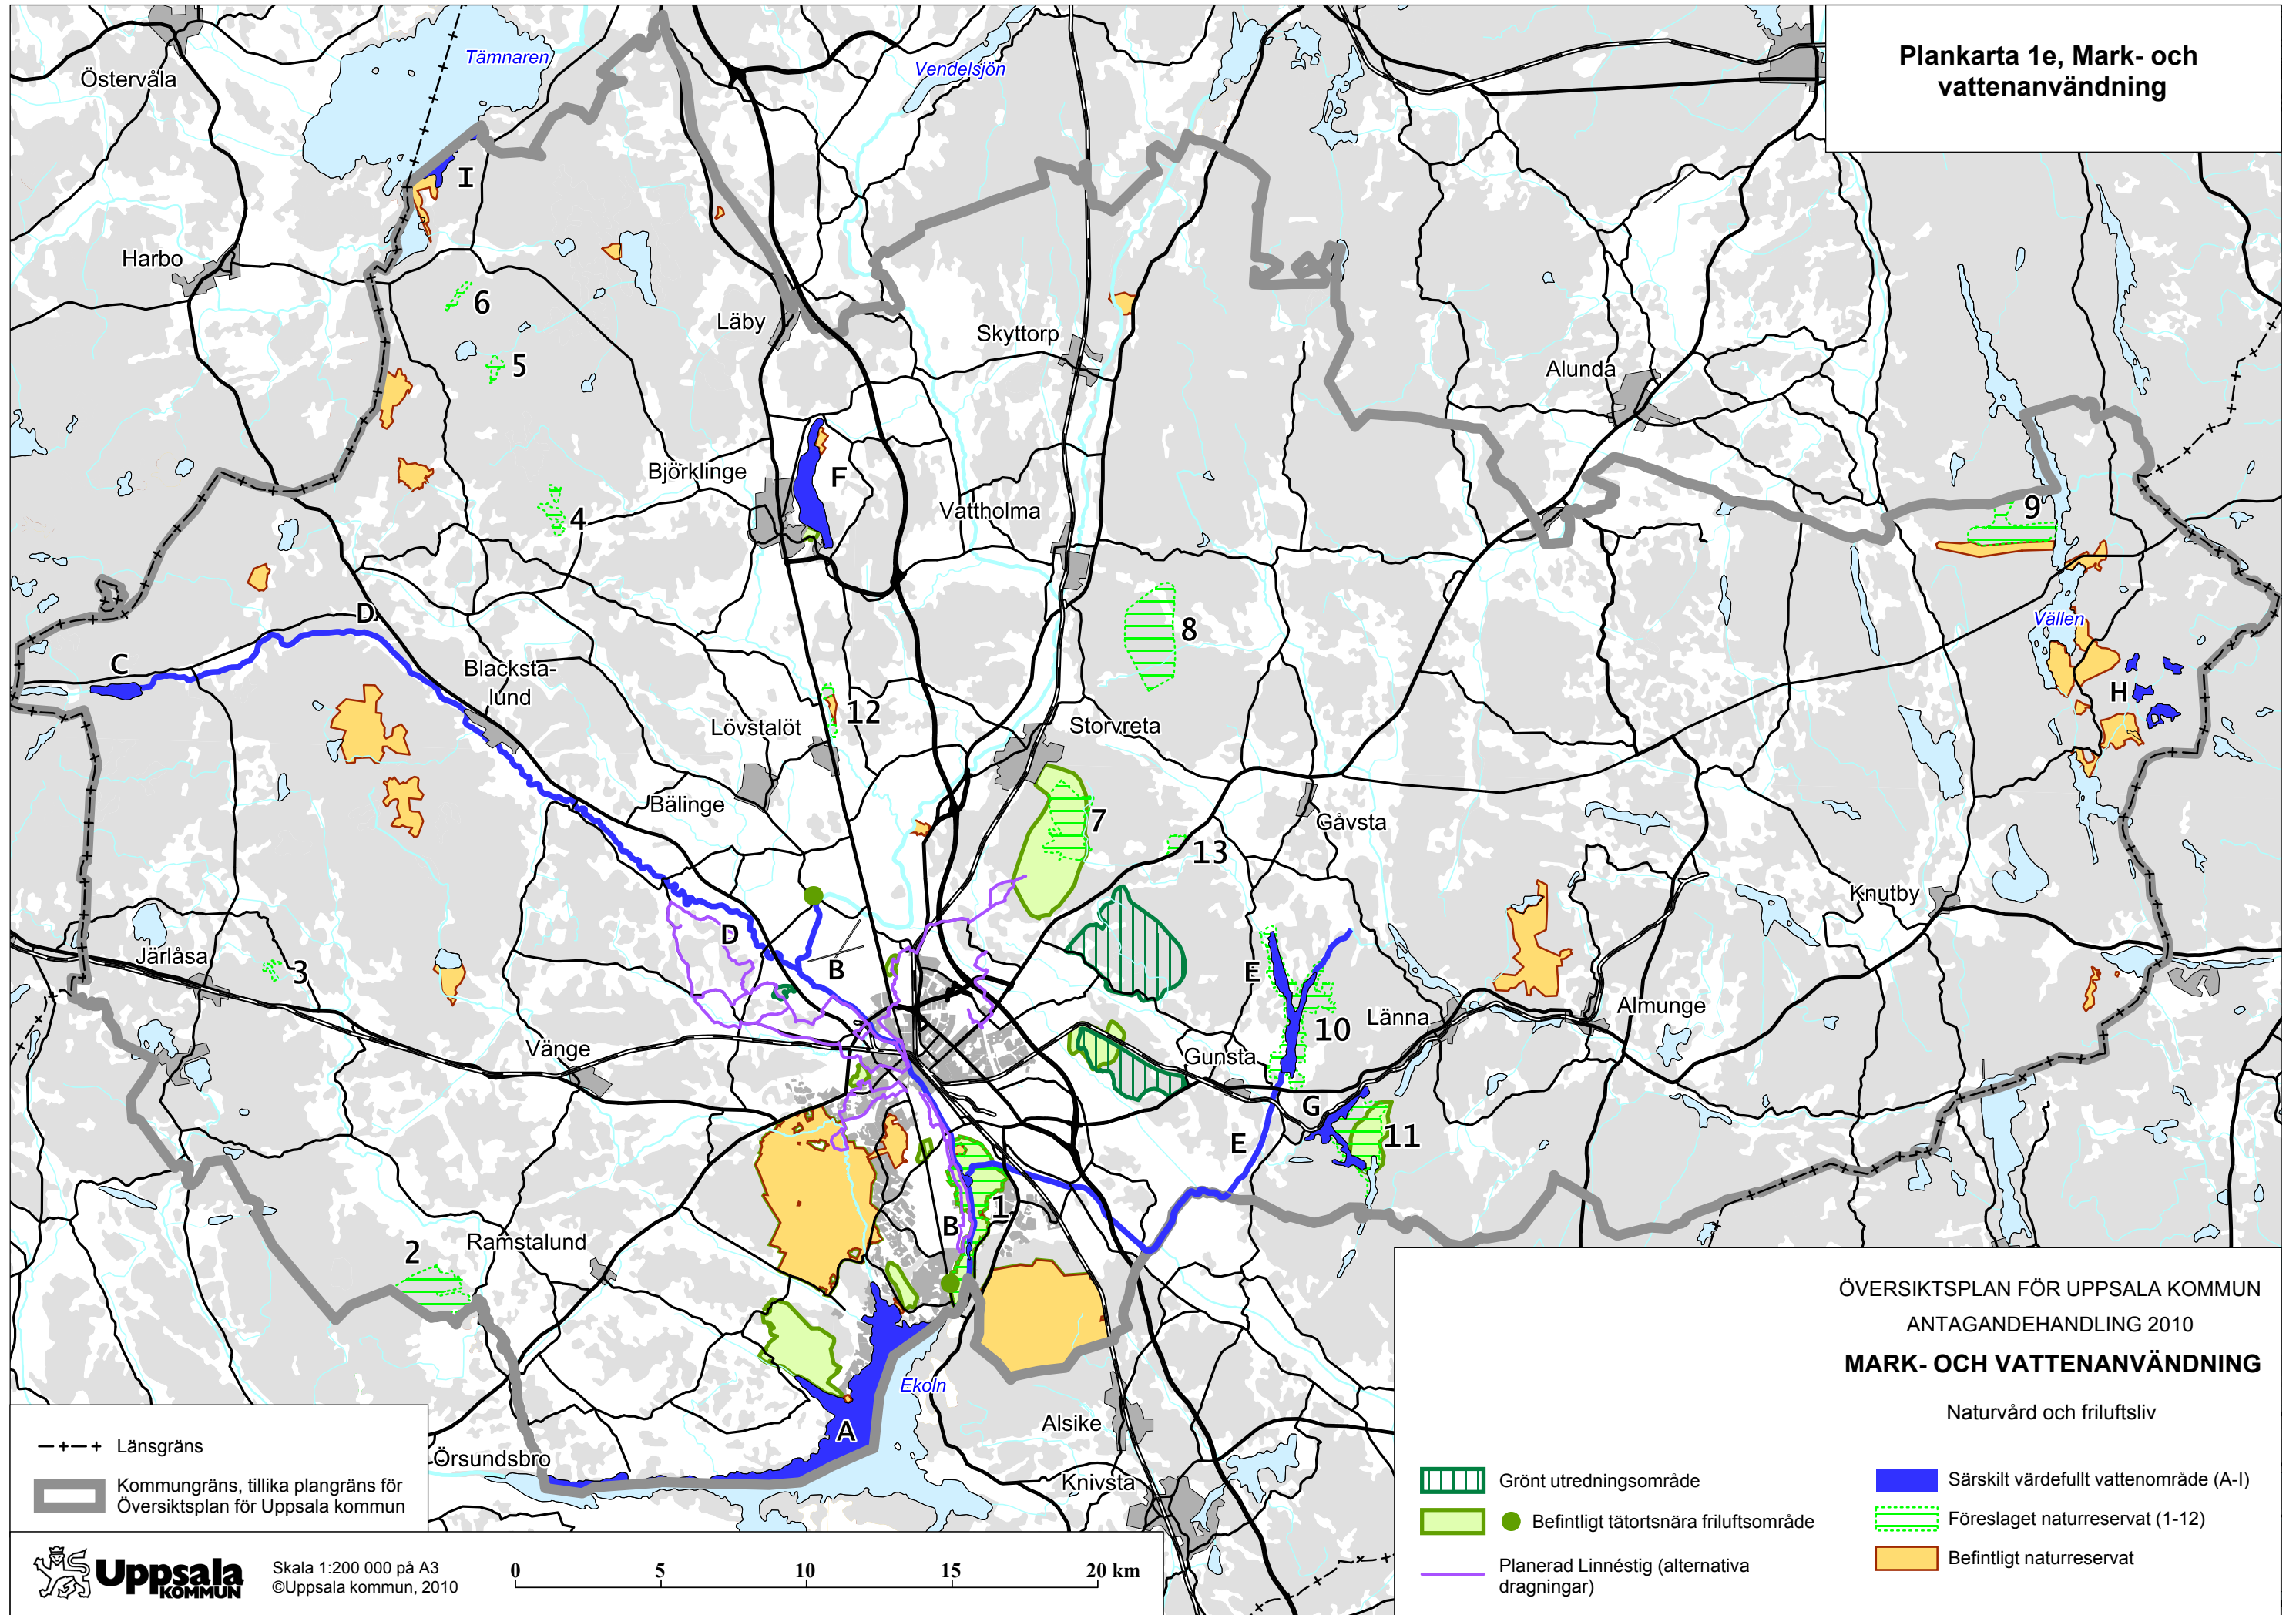 Plankarta 1e, Mark- och
vattenanvändning
Tämnaren
Vendelsjön
Östervåla
I
Harbo
6
Läby
Skyttorp
5
Alunda
Björklinge
F
Vattholma
4
9
D
8
Vällen
C
Blacksta-
lund
H
12
Lövstalöt
Storvreta
Bälinge
7
Gåvsta
13
Knutby
D
Järlåsa
3
B
E
10
Länna
Almunge
Vänge
Gunsta
G
11
E
1
B
2
Ramstalund
Ekoln
A
Alsike
Örsundsbro
Knivsta
Länsgräns
Kommungräns, tillika plangräns för
Översiktsplan för Uppsala kommun
Uppsala
KOMMUN
Skala 1:200 000 på A3
©Uppsala kommun, 2010
0 5 10 15 20 km
ÖVERSIKTSPLAN FÖR UPPSALA KOMMUN
ANTAGANDEHANDLING 2010
MARK- OCH VATTENANVÄNDNING
Naturvård och friluftsliv
Grönt utredningsområde
Befintligt tätortsnära friluftsområde
Planerad Linnéstig (alternativa
dragningar)
Särskilt värdefullt vattenområde (A-I)
Föreslaget naturreservat (1-12)
Befintligt naturreservat